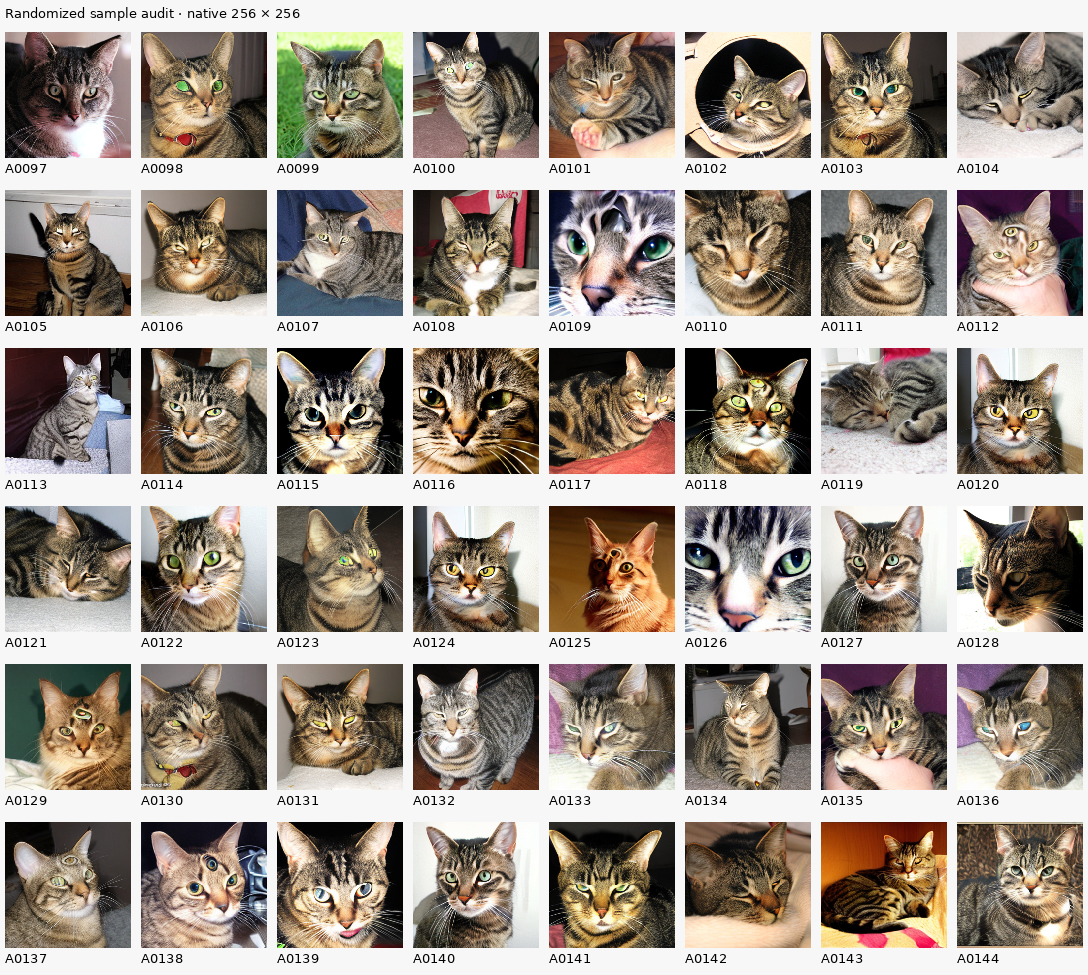 Randomized sample audit · native 256 × 256
A0097 A0098 A0099 A0100 A0101 A0102 A0103 A0104
A0105 A0106 A0107 A0108 A0109 A0110 A0111 A0112
A0113 A0114 A0115 A0116 A0117 A0118 A0119 A0120
A0121 A0122 A0123 A0124 A0125 A0126 A0127 A0128
A0129 A0130 A0131 A0132 A0133 A0134 A0135 A0136
A0137 A0138 A0139 A0140 A0141 A0142 A0143 A0144